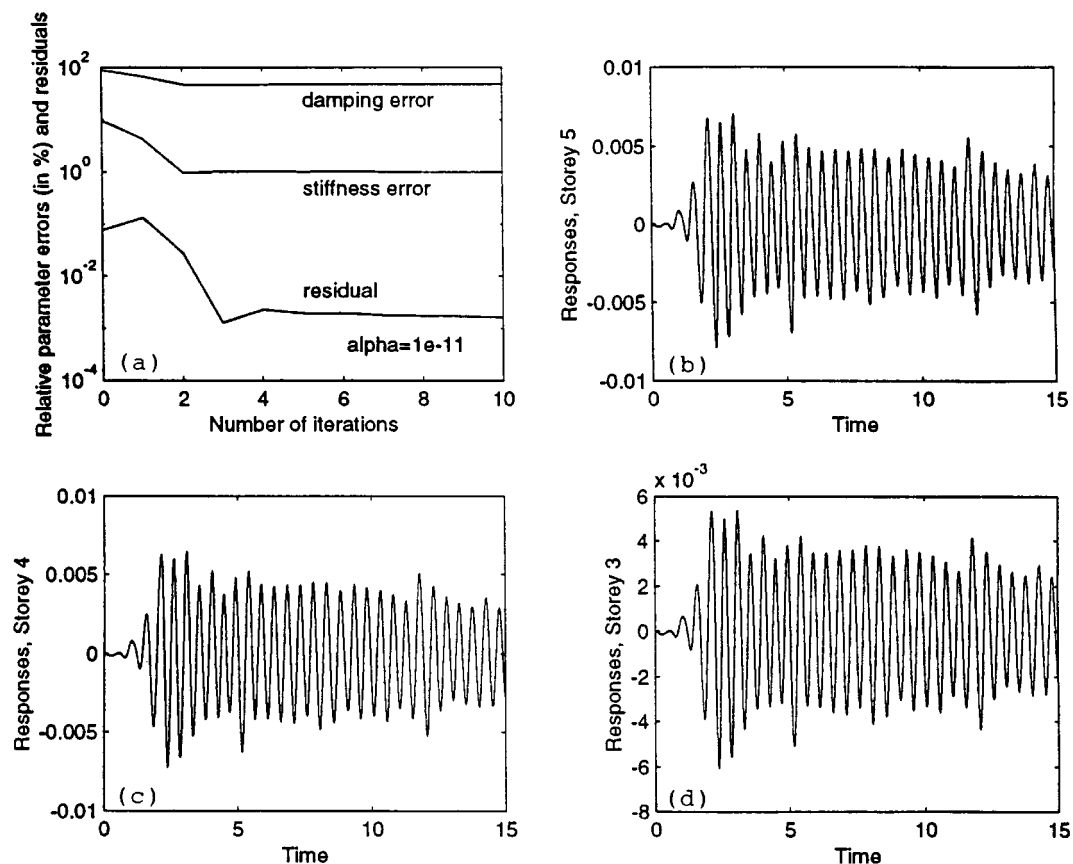 Relative parameter errors (in %) and residuals
10^2
10^0
10^-2
10^-4
damping error
stiffness error
residual
alpha=1e-11
(a)
0 2 4 6 8 10
Number of iterations
Responses, Storey 5
0.01
0.005
0
-0.005
-0.01
(b)
0 5 10 15
Time
Responses, Storey 4
0.01
0.005
0
-0.005
-0.01
(c)
0 5 10 15
Time
x 10^-3
Responses, Storey 3
6
4
2
0
-2
-4
-6
-8
(d)
0 5 10 15
Time